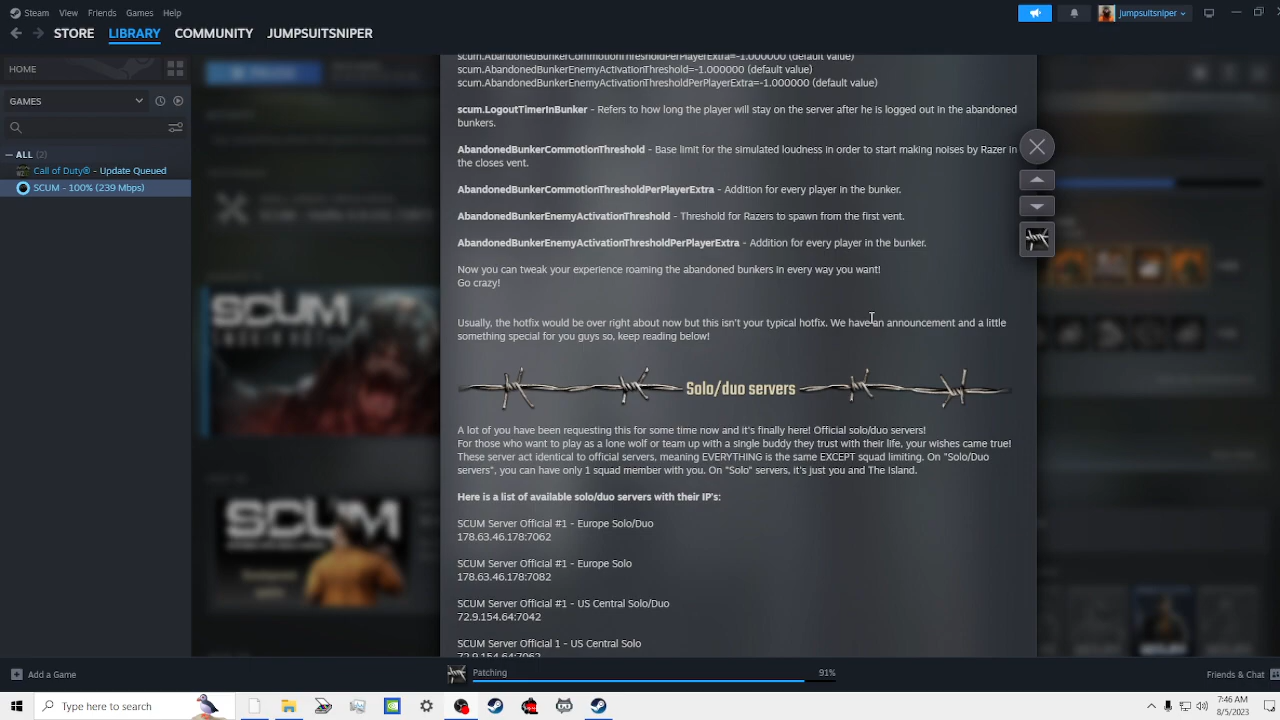 Steam View Friends Games Help
jumpsuitsniper
STORE LIBRARY COMMUNITY JUMPSUITSNIPER
HOME
GAMES
ALL (2)
Call of Duty® - Update Queued
SCUM - 100% (239 Mbps)
scum.AbandonedBunkerCommotionThresholdPerPlayerExtra=-1.000000 (default value)
scum.AbandonedBunkerEnemyActivationThreshold=-1.000000 (default value)
scum.AbandonedBunkerEnemyActivationThresholdPerPlayerExtra=-1.000000 (default value)
scum.LogoutTimerInBunker - Refers to how long the player will stay on the server after he is logged out in the abandoned
bunkers.
AbandonedBunkerCommotionThreshold - Base limit for the simulated loudness in order to start making noises by Razer in
the closes vent.
AbandonedBunkerCommotionThresholdPerPlayerExtra - Addition for every player in the bunker.
AbandonedBunkerEnemyActivationThreshold - Threshold for Razers to spawn from the first vent.
AbandonedBunkerEnemyActivationThresholdPerPlayerExtra - Addition for every player in the bunker.
Now you can tweak your experience roaming the abandoned bunkers in every way you want!
Go crazy!
Usually, the hotfix would be over right about now but this isn't your typical hotfix. We have an announcement and a little
something special for you guys so, keep reading below!
Solo/duo servers
A lot of you have been requesting this for some time now and it's finally here! Official solo/duo servers!
For those who want to play as a lone wolf or team up with a single buddy they trust with their life, your wishes came true!
These server act identical to official servers, meaning EVERYTHING is the same EXCEPT squad limiting. On "Solo/Duo
servers", you can have only 1 squad member with you. On "Solo" servers, it's just you and The Island.
Here is a list of available solo/duo servers with their IP's:
SCUM Server Official #1 - Europe Solo/Duo
178.63.46.178:7062
SCUM Server Official #1 - Europe Solo
178.63.46.178:7082
SCUM Server Official #1 - US Central Solo/Duo
72.9.154.64:7042
SCUM Server Official 1 - US Central Solo
72.9.154.64:7062
SCUM
SCUM
Add a Game
Patching 91%
Friends & Chat
Type here to search
7:46 AM
8/5/2023